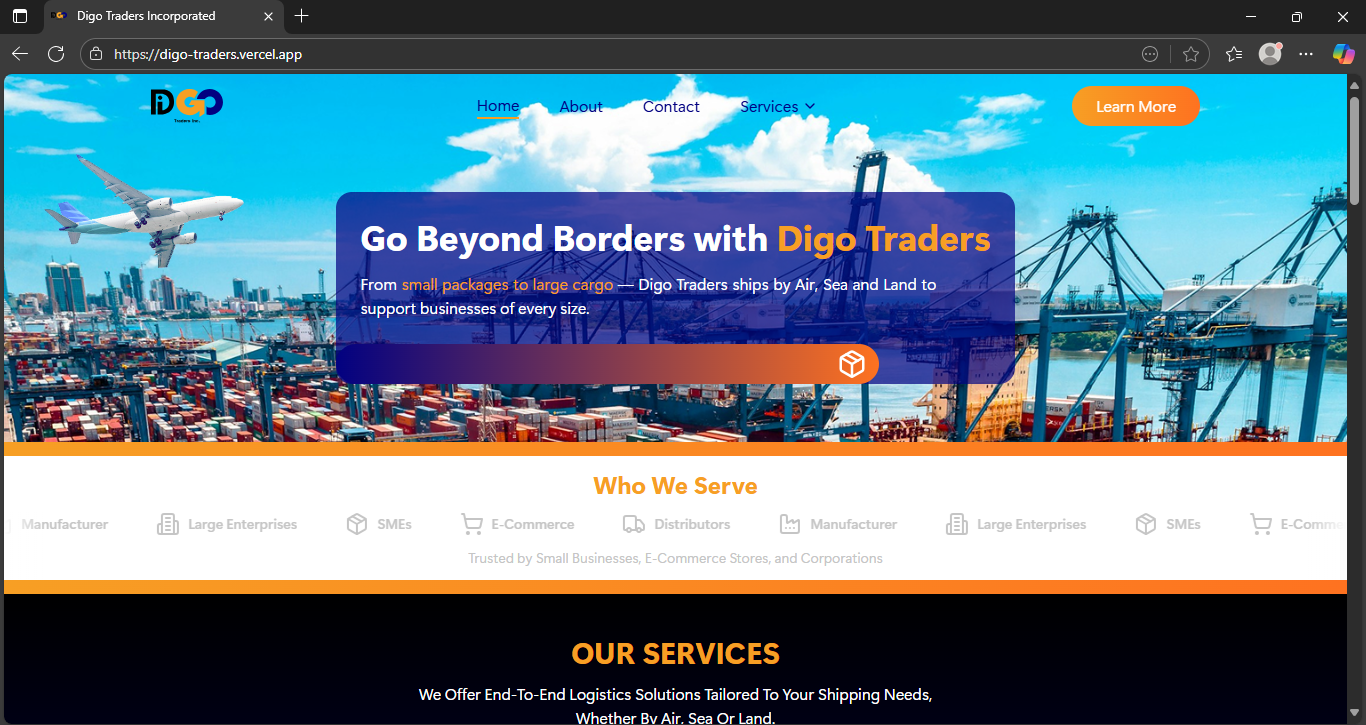 Digo Traders Incorporated
https://digo-traders.vercel.app
DiGO
Traders Inc.
Home
About
Contact
Services
Learn More
Go Beyond Borders with Digo Traders
From small packages to large cargo — Digo Traders ships by Air, Sea and Land to
support businesses of every size.
Who We Serve
Manufacturer
Large Enterprises
SMEs
E-Commerce
Distributors
Manufacturer
Large Enterprises
SMEs
E-Comme
Trusted by Small Businesses, E-Commerce Stores, and Corporations
OUR SERVICES
We Offer End-To-End Logistics Solutions Tailored To Your Shipping Needs,
Whether By Air, Sea Or Land.